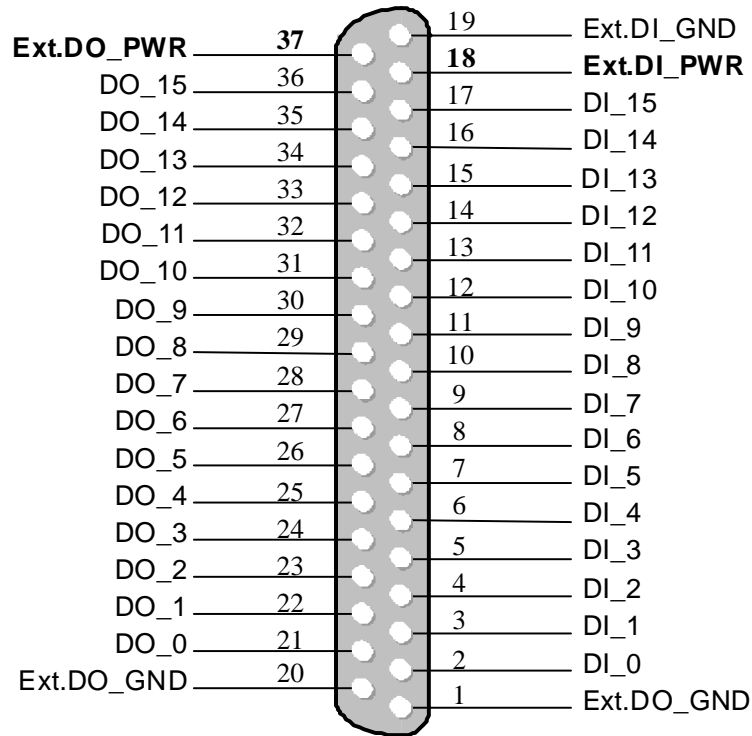 19 Ext.DI_GND
Ext.DO_PWR 37
18 Ext.DI_PWR
DO_15 36
17 DI_15
DO_14 35
16 DI_14
DO_13 34
15 DI_13
DO_12 33
14 DI_12
DO_11 32
13 DI_11
DO_10 31
12 DI_10
DO_9 30
11 DI_9
DO_8 29
10 DI_8
DO_7 28
9 DI_7
DO_6 27
8 DI_6
DO_5 26
7 DI_5
DO_4 25
6 DI_4
DO_3 24
5 DI_3
DO_2 23
4 DI_2
DO_1 22
3 DI_1
DO_0 21
2 DI_0
Ext.DO_GND 20
1 Ext.DO_GND